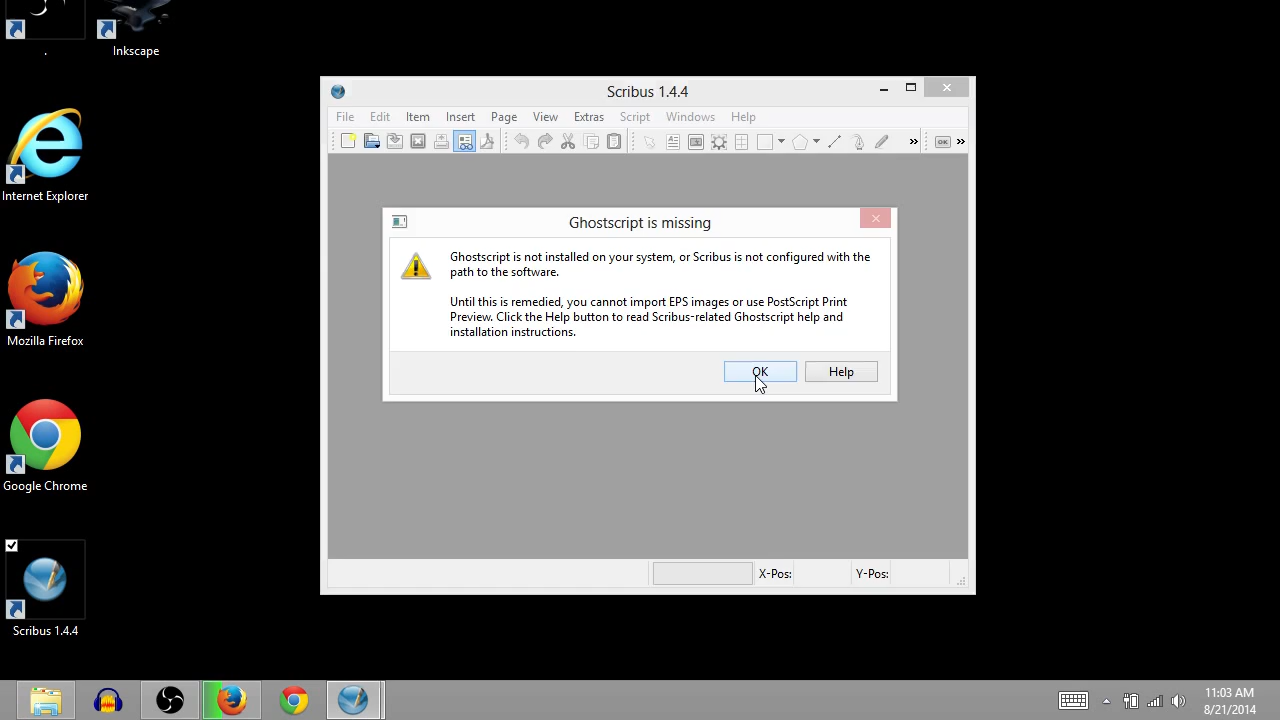 .
Inkscape
Internet Explorer
Mozilla Firefox
Google Chrome
Scribus 1.4.4
Scribus 1.4.4
File Edit Item Insert Page View Extras Script Windows Help
OK
Ghostscript is missing
Ghostscript is not installed on your system, or Scribus is not configured with the
path to the software.
Until this is remedied, you cannot import EPS images or use PostScript Print
Preview. Click the Help button to read Scribus-related Ghostscript help and
installation instructions.
OK Help
X-Pos: Y-Pos:
11:03 AM
8/21/2014